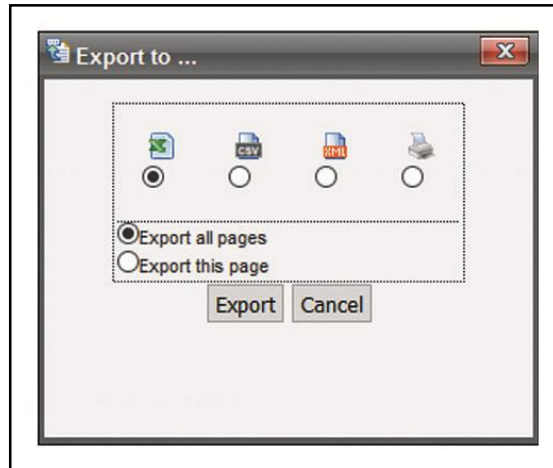 Export to ...
CSV
XML
Export all pages
Export this page
Export Cancel